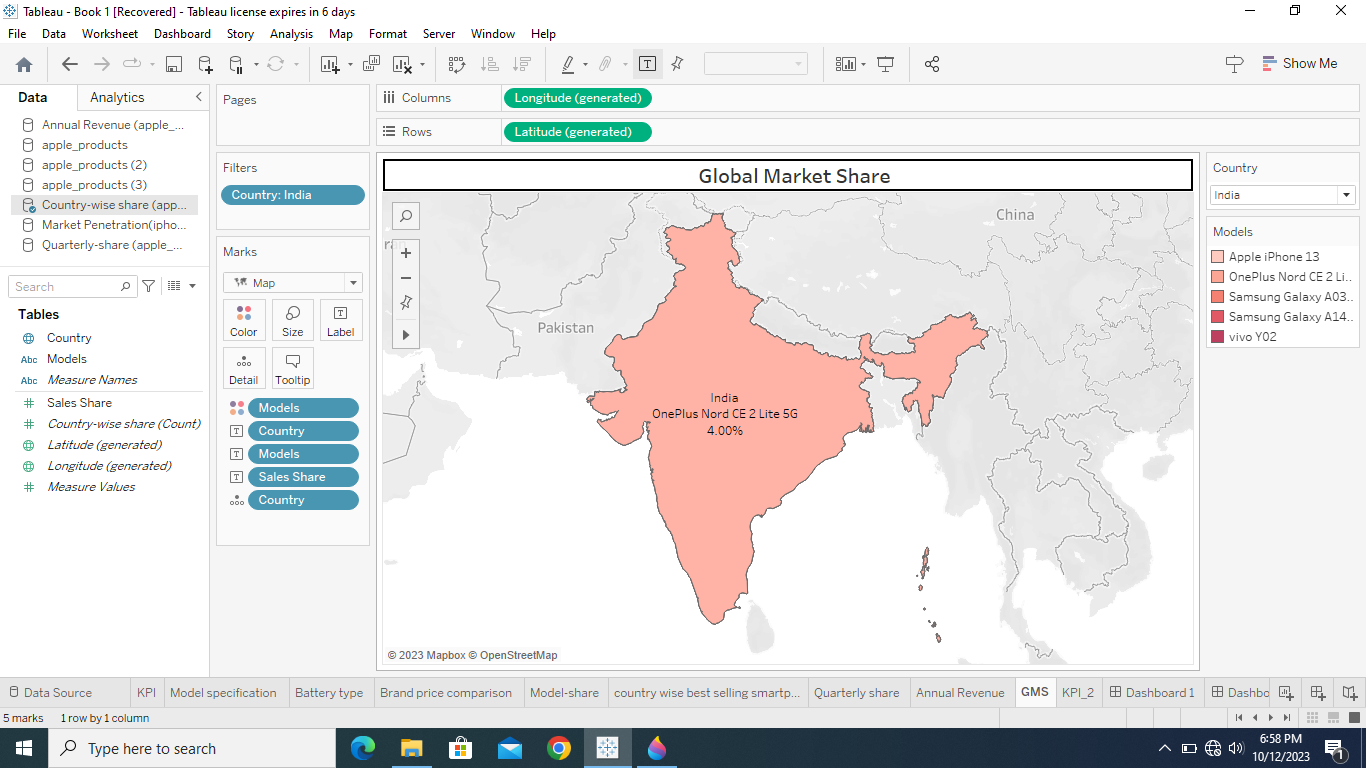 Tableau - Book 1 [Recovered] - Tableau license expires in 6 days
File Data Worksheet Dashboard Story Analysis Map Format Server Window Help
Show Me
Data Analytics
Annual Revenue (apple_...
apple_products
apple_products (2)
apple_products (3)
Country-wise share (app...
Market Penetration(ipho...
Quarterly-share (apple_...
Search
Tables
Country
Abc Models
Abc Measure Names
Sales Share
Country-wise share (Count)
Latitude (generated)
Longitude (generated)
Measure Values
Pages
Filters
Country: India
Marks
Map
Color Size Label
Detail Tooltip
Models
Country
Models
Sales Share
Country
Columns Longitude (generated)
Rows Latitude (generated)
Global Market Share
China
Pakistan
India
OnePlus Nord CE 2 Lite 5G
4.00%
© 2023 Mapbox © OpenStreetMap
Country
India
Models
Apple iPhone 13
OnePlus Nord CE 2 Li..
Samsung Galaxy A03..
Samsung Galaxy A14..
vivo Y02
Data Source KPI Model specification Battery type Brand price comparison Model-share country wise best selling smartp... Quarterly share Annual Revenue GMS KPI_2 Dashboard 1 Dashbo
5 marks 1 row by 1 column
Type here to search
6:58 PM
10/12/2023
1